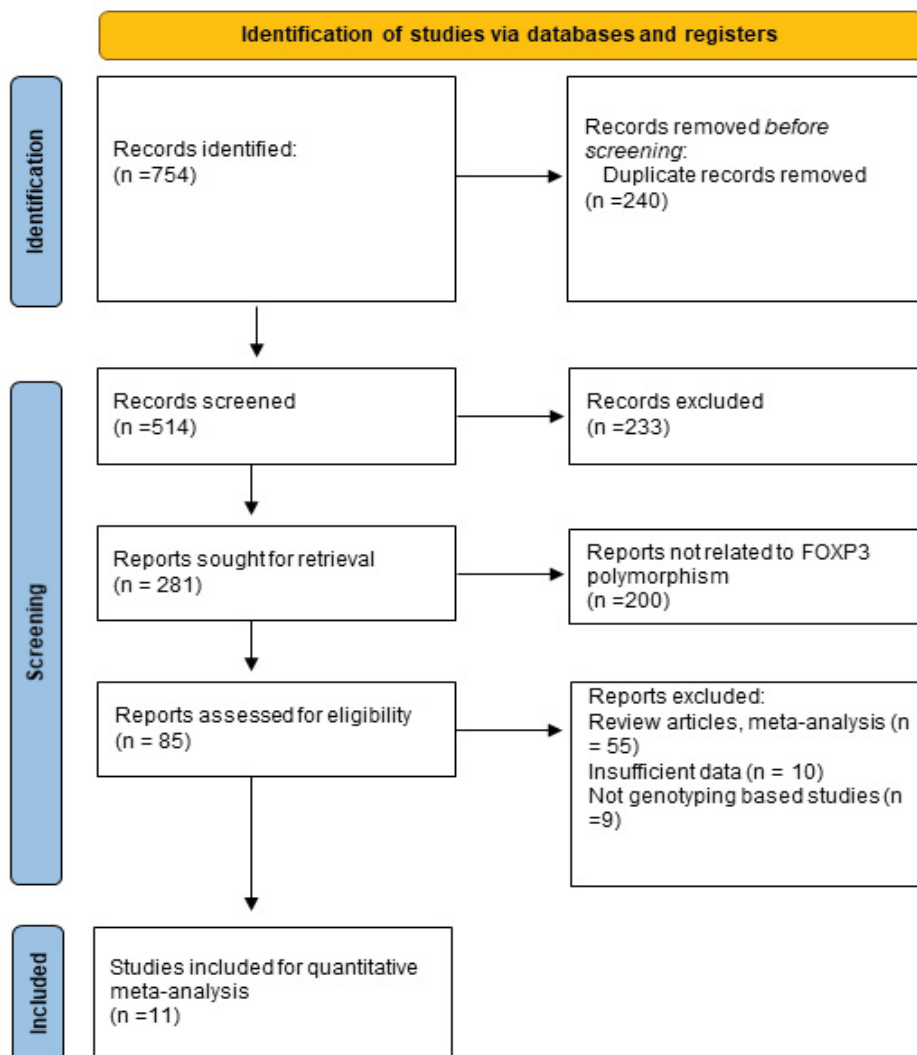 Identification of studies via databases and registers
Identification
Records identified:
(n =754)
Records removed before
screening:
Duplicate records removed
(n =240)
Screening
Records screened
(n =514)
Records excluded
(n =233)
Reports sought for retrieval
(n = 281)
Reports not related to FOXP3
polymorphism
(n =200)
Reports assessed for eligibility
(n = 85)
Reports excluded:
Review articles, meta-analysis (n
= 55)
Insufficient data (n = 10)
Not genotyping based studies (n
=9)
Included
Studies included for quantitative
meta-analysis
(n =11)